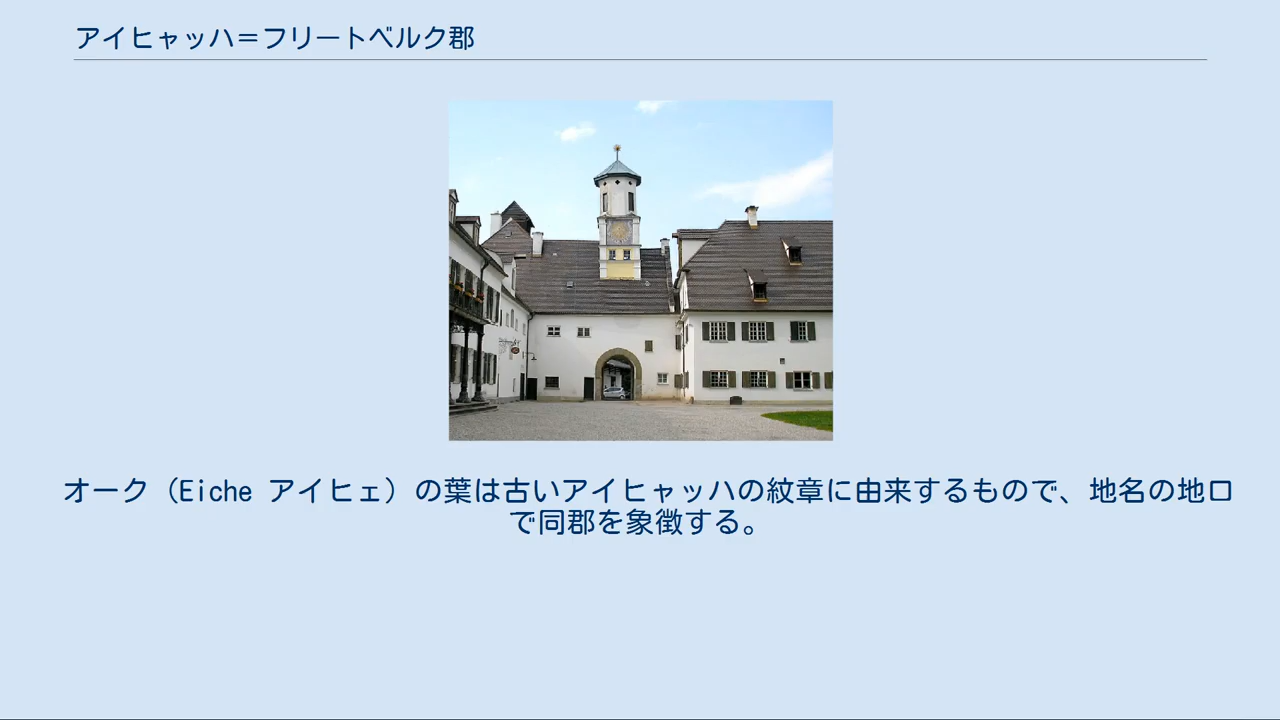 アイヒャッハ＝フリートベルク郡
オーク（Eiche アイヒェ）の葉は古いアイヒャッハの紋章に由来するもので、地名の地口
で同郡を象徴する。